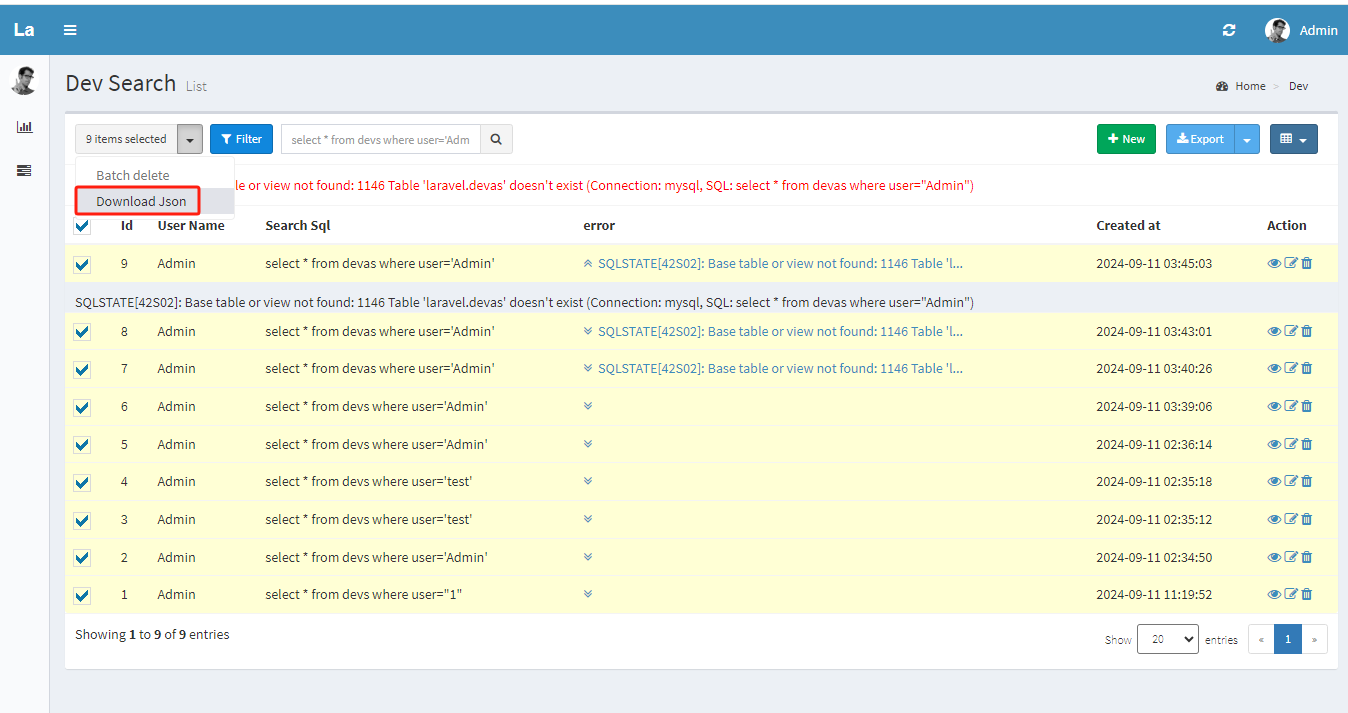 La Admin
Dev Search List Home > Dev
9 items selected Filter select * from devs where user='Adm New Export
Batch delete
le or view not found: 1146 Table 'laravel.devas' doesn't exist (Connection: mysql, SQL: select * from devas where user="Admin")
Download Json
Id User Name Search Sql error Created at Action
9 Admin select * from devas where user='Admin' SQLSTATE[42S02]: Base table or view not found: 1146 Table 'l... 2024-09-11 03:45:03
SQLSTATE[42S02]: Base table or view not found: 1146 Table 'laravel.devas' doesn't exist (Connection: mysql, SQL: select * from devas where user="Admin")
8 Admin select * from devas where user='Admin' SQLSTATE[42S02]: Base table or view not found: 1146 Table 'l... 2024-09-11 03:43:01
7 Admin select * from devas where user='Admin' SQLSTATE[42S02]: Base table or view not found: 1146 Table 'l... 2024-09-11 03:40:26
6 Admin select * from devs where user='Admin' 2024-09-11 03:39:06
5 Admin select * from devs where user='Admin' 2024-09-11 02:36:14
4 Admin select * from devs where user='test' 2024-09-11 02:35:18
3 Admin select * from devs where user='test' 2024-09-11 02:35:12
2 Admin select * from devs where user='Admin' 2024-09-11 02:34:50
1 Admin select * from devs where user="1" 2024-09-11 11:19:52
Showing 1 to 9 of 9 entries Show 20 entries « 1 »